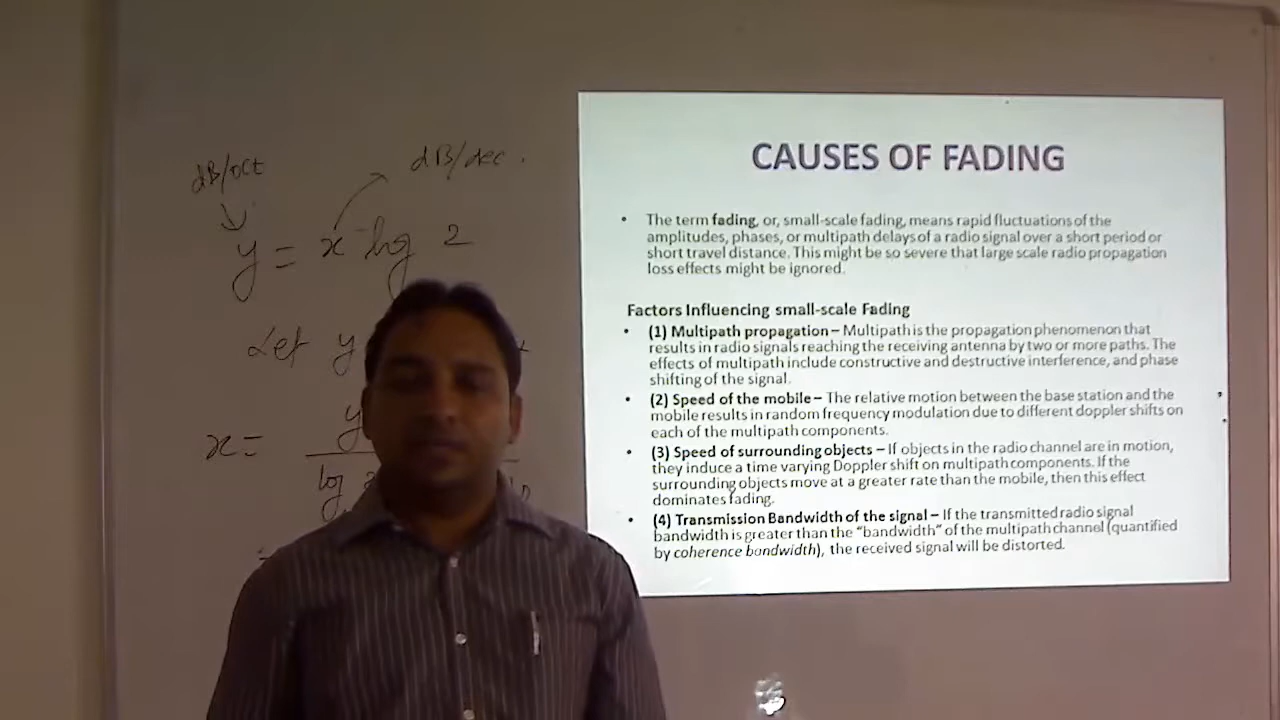 dB/oct
dB/dec.
y = x log 2
Let y
x = y
log 2
CAUSES OF FADING
• The term fading, or, small-scale fading, means rapid fluctuations of the
amplitudes, phases, or multipath delays of a radio signal over a short period or
short travel distance. This might be so severe that large scale radio propagation
loss effects might be ignored.
Factors Influencing small-scale Fading
• (1) Multipath propagation – Multipath is the propagation phenomenon that
results in radio signals reaching the receiving antenna by two or more paths. The
effects of multipath include constructive and destructive interference, and phase
shifting of the signal.
• (2) Speed of the mobile – The relative motion between the base station and the
mobile results in random frequency modulation due to different doppler shifts on
each of the multipath components.
• (3) Speed of surrounding objects – If objects in the radio channel are in motion,
they induce a time varying Doppler shift on multipath components. If the
surrounding objects move at a greater rate than the mobile, then this effect
dominates fading.
• (4) Transmission Bandwidth of the signal – If the transmitted radio signal
bandwidth is greater than the “bandwidth” of the multipath channel (quantified
by coherence bondwidth), the received signal will be distorted.